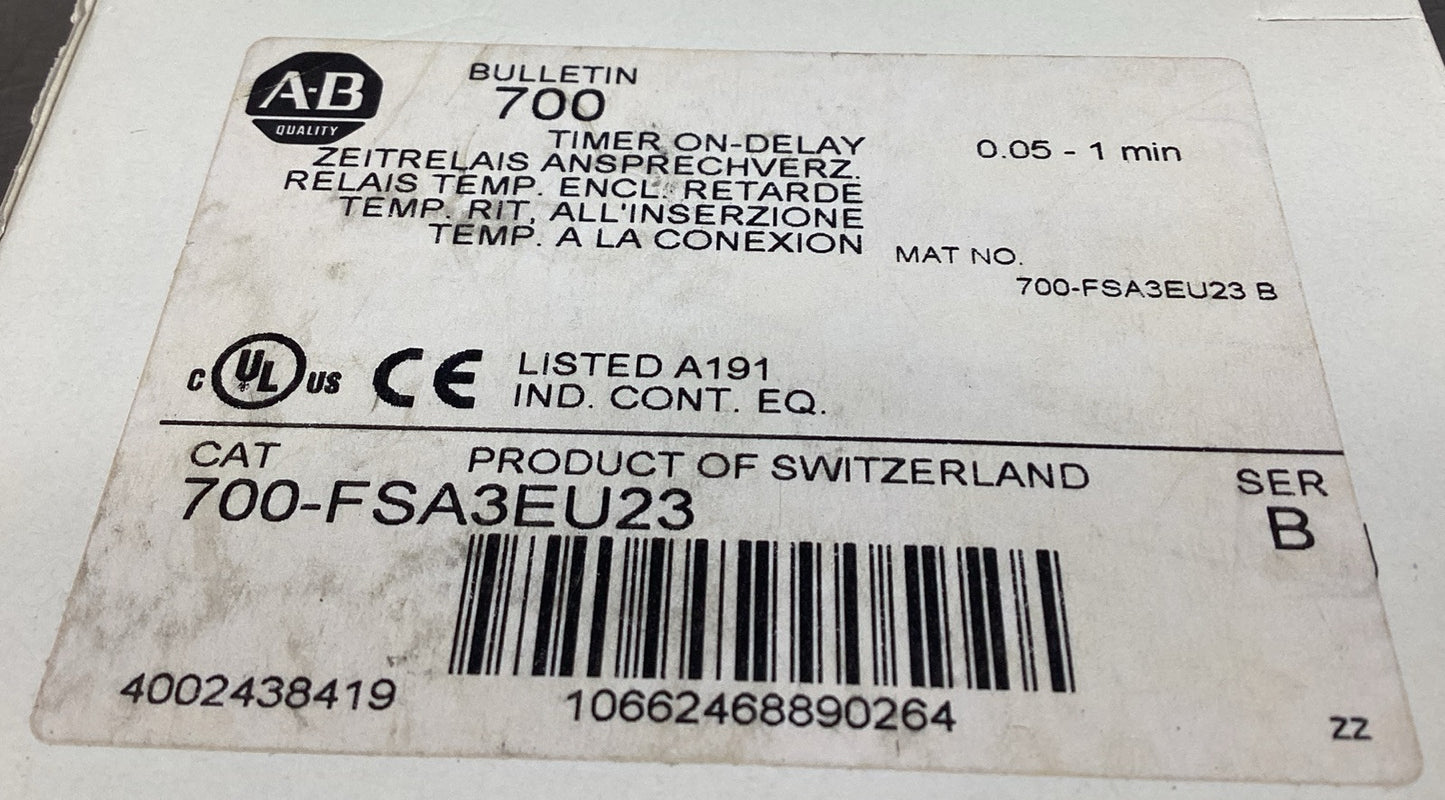 A-B
QUALITY
BULLETIN
700
TIMER ON-DELAY
ZEITRELAIS ANSPRECHVERZ.
RELAIS TEMP. ENCL. RETARDE
TEMP. RIT, ALL'INSERZIONE
TEMP. A LA CONEXION
0.05 - 1 min
MAT NO.
700-FSA3EU23 B
C UL US CE
LISTED A191
IND. CONT. EQ.
CAT
700-FSA3EU23
PRODUCT OF SWITZERLAND
SER
B
4002438419
10662468890264
ZZ